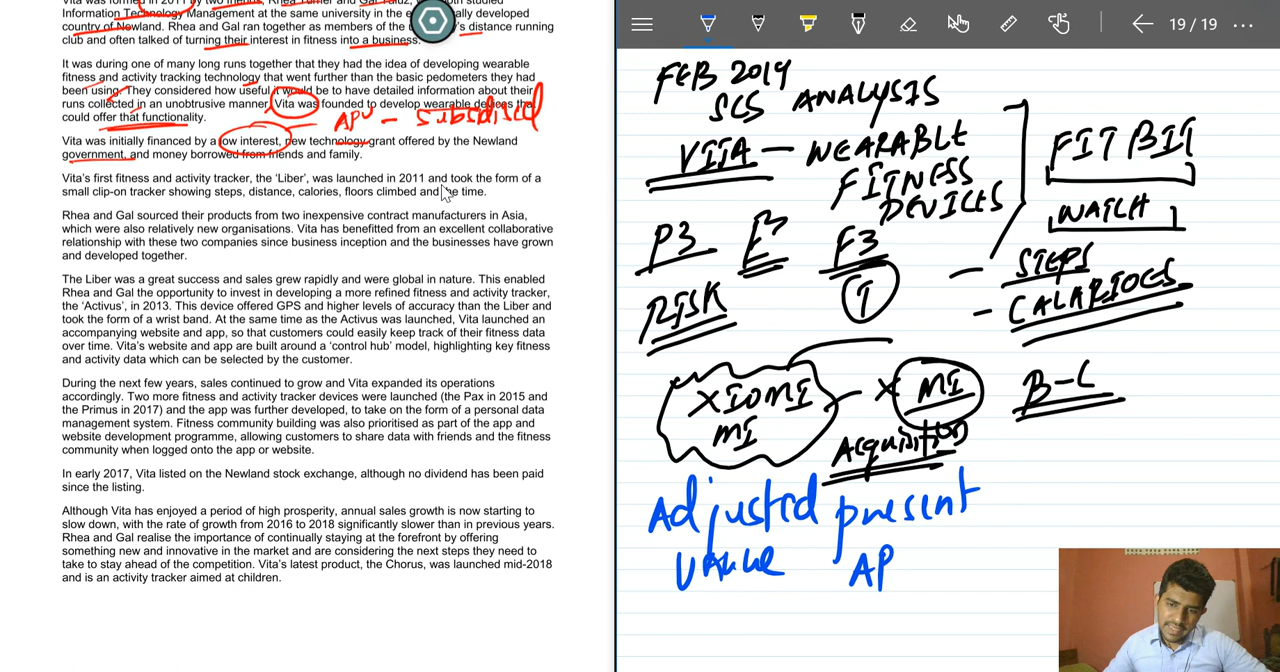 Information Technology Management at the same university in the e ally developed
country of Newland. Rhea and Gal ran together as members of the 's distance running
club and often talked of turning their interest in fitness into a business.
It was during one of many long runs together that they had the idea of developing wearable
fitness and activity tracking technology that went further than the basic pedometers they had
been using. They considered how useful it would be to have detailed information about their
runs collected in an unobtrusive manner. Vita was founded to develop wearable devices that
could offer that functionality.
APV - Subsidised
Vita was initially financed by a low interest, new technology grant offered by the Newland
government, and money borrowed from friends and family.
Vita's first fitness and activity tracker, the 'Liber', was launched in 2011 and took the form of a
small clip-on tracker showing steps, distance, calories, floors climbed and the time.
Rhea and Gal sourced their products from two inexpensive contract manufacturers in Asia,
which were also relatively new organisations. Vita has benefitted from an excellent collaborative
relationship with these two companies since business inception and the businesses have grown
and developed together.
The Liber was a great success and sales grew rapidly and were global in nature. This enabled
Rhea and Gal the opportunity to invest in developing a more refined fitness and activity tracker,
the 'Activus', in 2013. This device offered GPS and higher levels of accuracy than the Liber and
took the form of a wrist band. At the same time as the Activus was launched, Vita launched an
accompanying website and app, so that customers could easily keep track of their fitness data
over time. Vita's website and app are built around a 'control hub' model, highlighting key fitness
and activity data which can be selected by the customer.
During the next few years, sales continued to grow and Vita expanded its operations
accordingly. Two more fitness and activity tracker devices were launched (the Pax in 2015 and
the Primus in 2017) and the app was further developed, to take on the form of a personal data
management system. Fitness community building was also prioritised as part of the app and
website development programme, allowing customers to share data with friends and the fitness
community when logged onto the app or website.
In early 2017, Vita listed on the Newland stock exchange, although no dividend has been paid
since the listing.
Although Vita has enjoyed a period of high prosperity, annual sales growth is now starting to
slow down, with the rate of growth from 2016 to 2018 significantly slower than in previous years.
Rhea and Gal realise the importance of continually staying at the forefront by offering
something new and innovative in the market and are considering the next steps they need to
take to stay ahead of the competition. Vita's latest product, the Chorus, was launched mid-2018
and is an activity tracker aimed at children.
19 / 19
FEB 2019
SCS ANALYSIS
VITA - WEARABLE
FITNESS
DEVICES
FIT BIT
WATCH
P3 E3 F3
- STEPS
RISK
- CALARIOES
XIOMI - X MI
MI
B-C
Acquisition
Adjusted present
Value AP